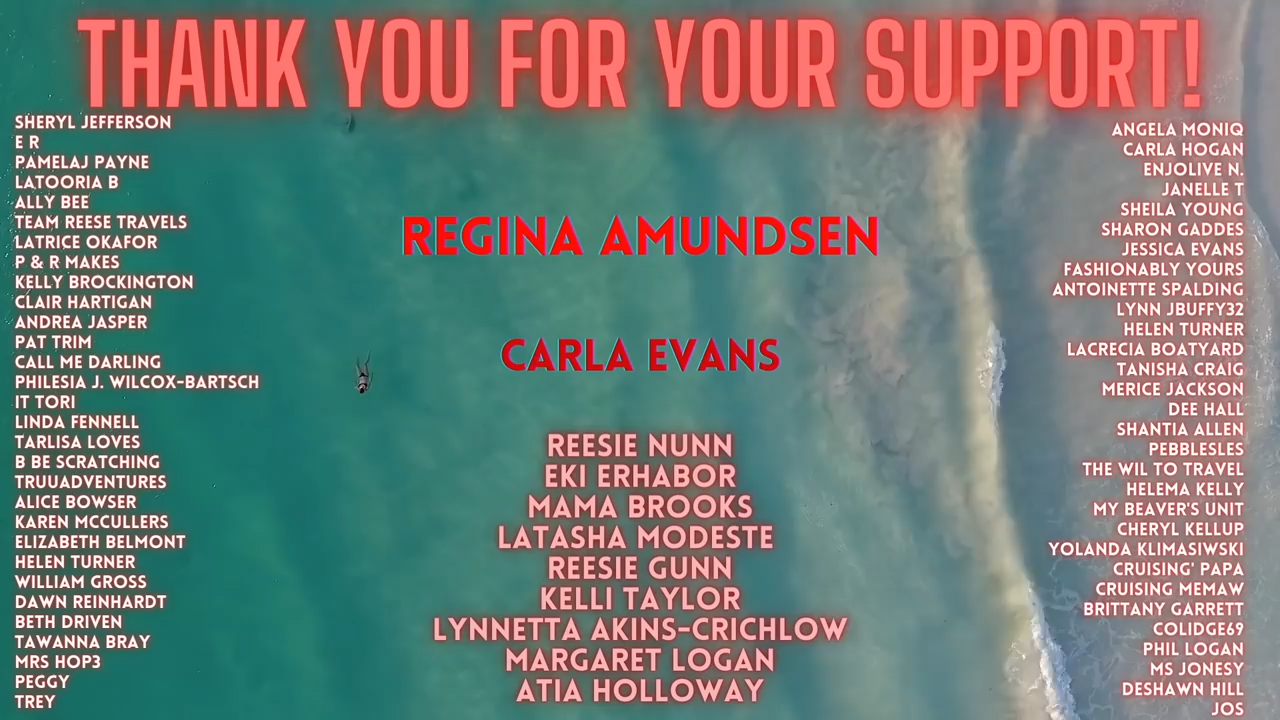 THANK YOU FOR YOUR SUPPORT!
SHERYL JEFFERSON
E R
PAMELAJ PAYNE
LATOORIA B
ALLY BEE
TEAM REESE TRAVELS
LATRICE OKAFOR
P & R MAKES
KELLY BROCKINGTON
CLAIR HARTIGAN
ANDREA JASPER
PAT TRIM
CALL ME DARLING
PHILESIA J. WILCOX-BARTSCH
IT TORI
LINDA FENNELL
TARLISA LOVES
B BE SCRATCHING
TRUUADVENTURES
ALICE BOWSER
KAREN MCCULLERS
ELIZABETH BELMONT
HELEN TURNER
WILLIAM GROSS
DAWN REINHARDT
BETH DRIVEN
TAWANNA BRAY
MRS HOP3
PEGGY
TREY
REGINA AMUNDSEN
CARLA EVANS
REESIE NUNN
EKI ERHABOR
MAMA BROOKS
LATASHA MODESTE
REESIE GUNN
KELLI TAYLOR
LYNNETTA AKINS-CRICHLOW
MARGARET LOGAN
ATIA HOLLOWAY
ANGELA MONIQ
CARLA HOGAN
ENJOLIVE N.
JANELLE T
SHEILA YOUNG
SHARON GADDES
JESSICA EVANS
FASHIONABLY YOURS
ANTOINETTE SPALDING
LYNN JBUFFY32
HELEN TURNER
LACRECIA BOATYARD
TANISHA CRAIG
MERICE JACKSON
DEE HALL
SHANTIA ALLEN
PEBBLESLES
THE WIL TO TRAVEL
HELEMA KELLY
MY BEAVER'S UNIT
CHERYL KELLUP
YOLANDA KLIMASIWSKI
CRUISING' PAPA
CRUISING MEMAW
BRITTANY GARRETT
COLIDGE69
PHIL LOGAN
MS JONESY
DESHAWN HILL
JOS